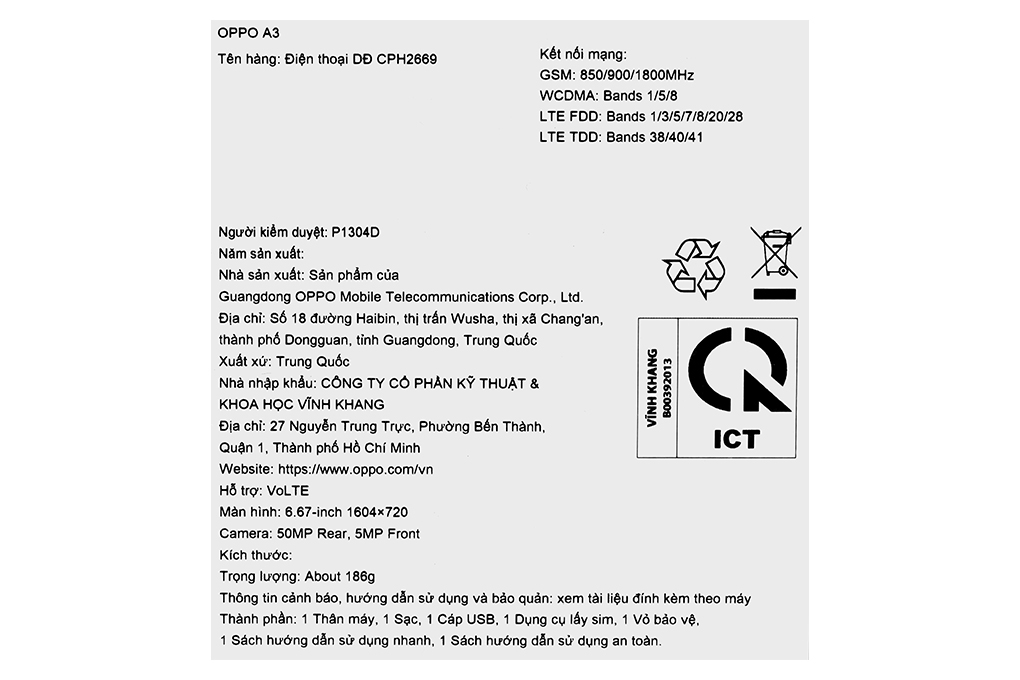 OPPO A3
Tên hàng: Điện thoại DĐ CPH2669
Kết nối mạng:
GSM: 850/900/1800MHz
WCDMA: Bands 1/5/8
LTE FDD: Bands 1/3/5/7/8/20/28
LTE TDD: Bands 38/40/41
Người kiểm duyệt: P1304D
Năm sản xuất:
Nhà sản xuất: Sản phẩm của
Guangdong OPPO Mobile Telecommunications Corp., Ltd.
Địa chỉ: Số 18 đường Haibin, thị trấn Wusha, thị xã Chang'an,
thành phố Dongguan, tỉnh Guangdong, Trung Quốc
Xuất xứ: Trung Quốc
Nhà nhập khẩu: CÔNG TY CỔ PHẦN KỸ THUẬT &
KHOA HỌC VĨNH KHANG
Địa chỉ: 27 Nguyễn Trung Trực, Phường Bến Thành,
Quận 1, Thành phố Hồ Chí Minh
Website: https://www.oppo.com/vn
Hỗ trợ: VoLTE
Màn hình: 6.67-inch 1604×720
Camera: 50MP Rear, 5MP Front
Kích thước:
Trọng lượng: About 186g
Thông tin cảnh báo, hướng dẫn sử dụng và bảo quản: xem tài liệu đính kèm theo máy
Thành phần: 1 Thân máy, 1 Sạc, 1 Cáp USB, 1 Dụng cụ lấy sim, 1 Vỏ bảo vệ,
1 Sách hướng dẫn sử dụng nhanh, 1 Sách hướng dẫn sử dụng an toàn.
VĨNH KHANG
B00392013
ICT